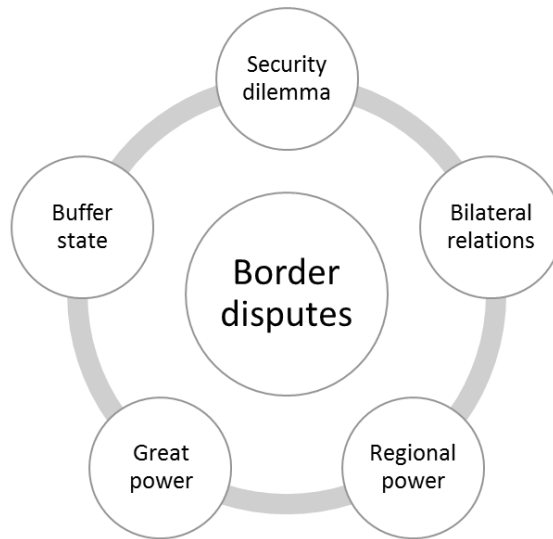 Security
dilemma
Buffer
state
Bilateral
relations
Border
disputes
Great
power
Regional
power